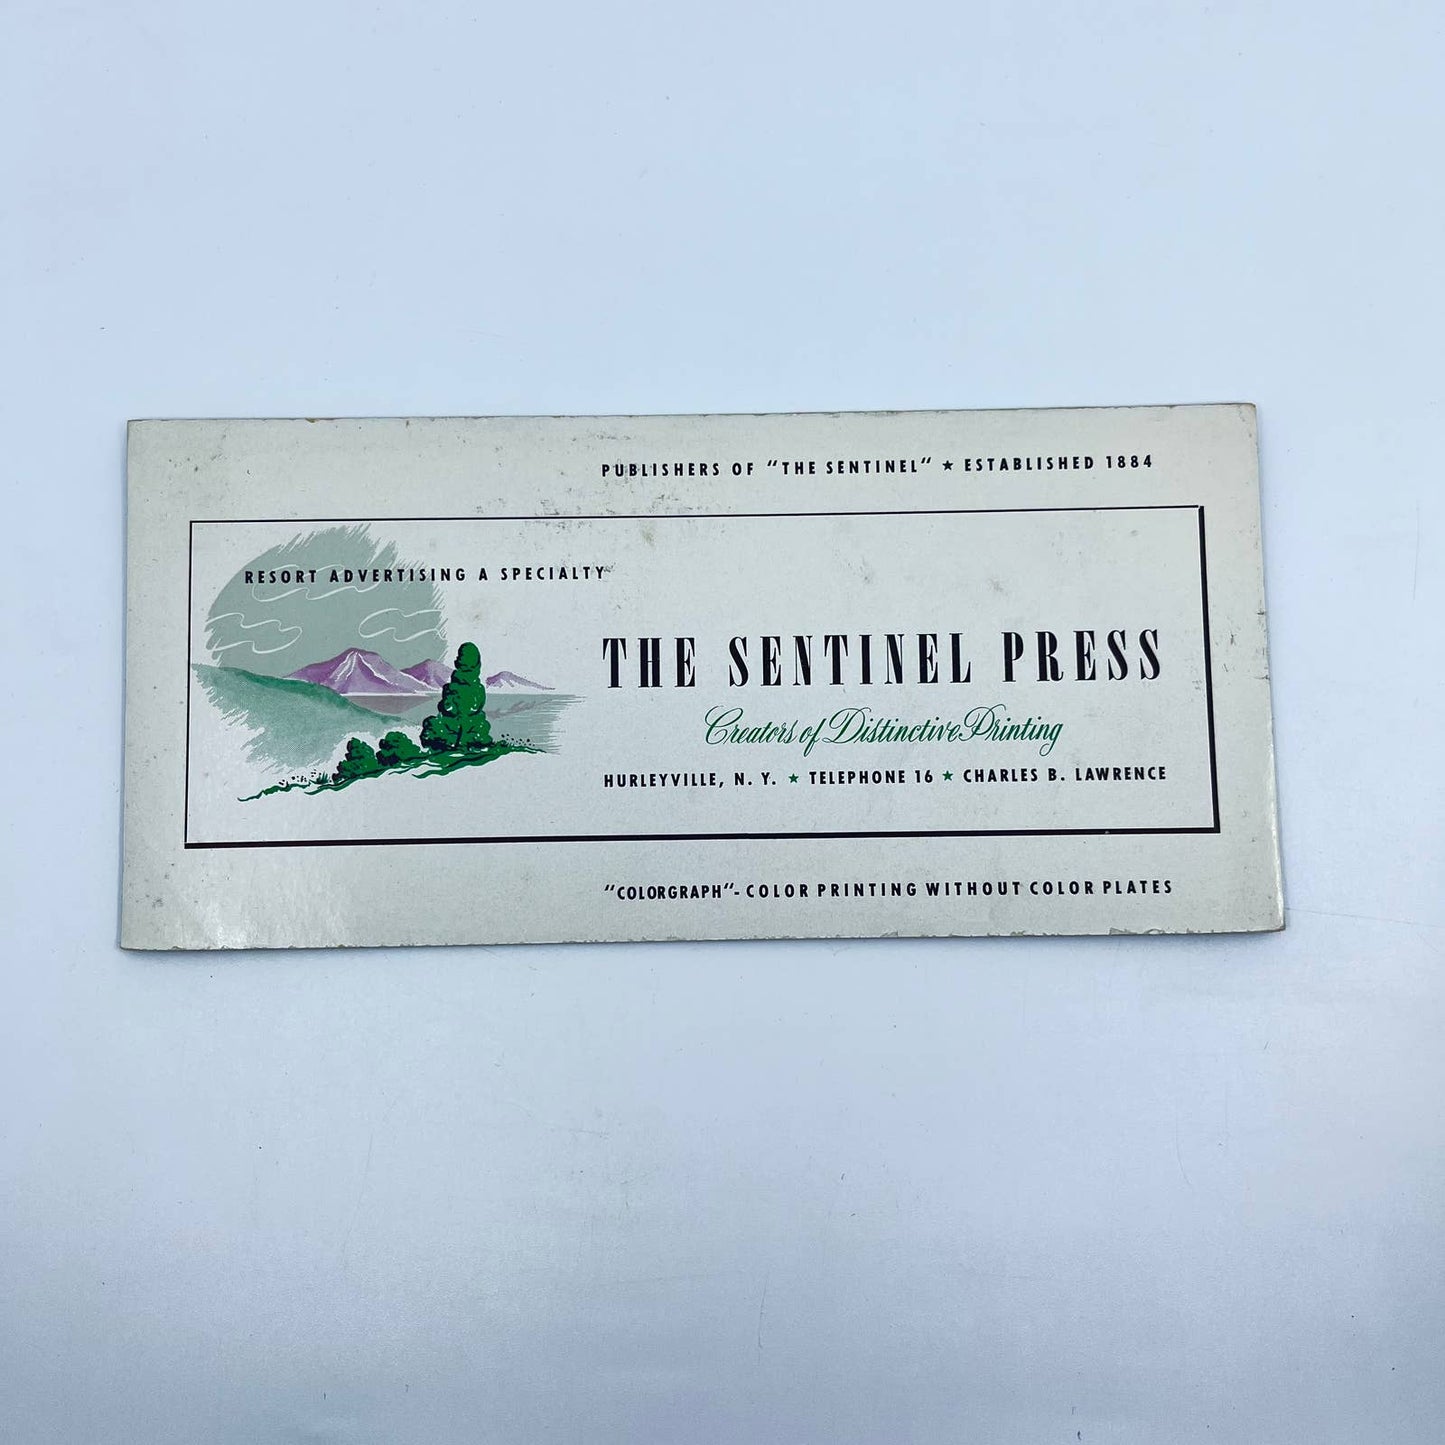 PUBLISHERS OF "THE SENTINEL" ★ ESTABLISHED 1884
RESORT ADVERTISING A SPECIALTY
THE SENTINEL PRESS
Creators of Distinctive Printing
HURLEYVILLE, N. Y. ★ TELEPHONE 16 ★ CHARLES B. LAWRENCE
"COLORGRAPH"- COLOR PRINTING WITHOUT COLOR PLATES